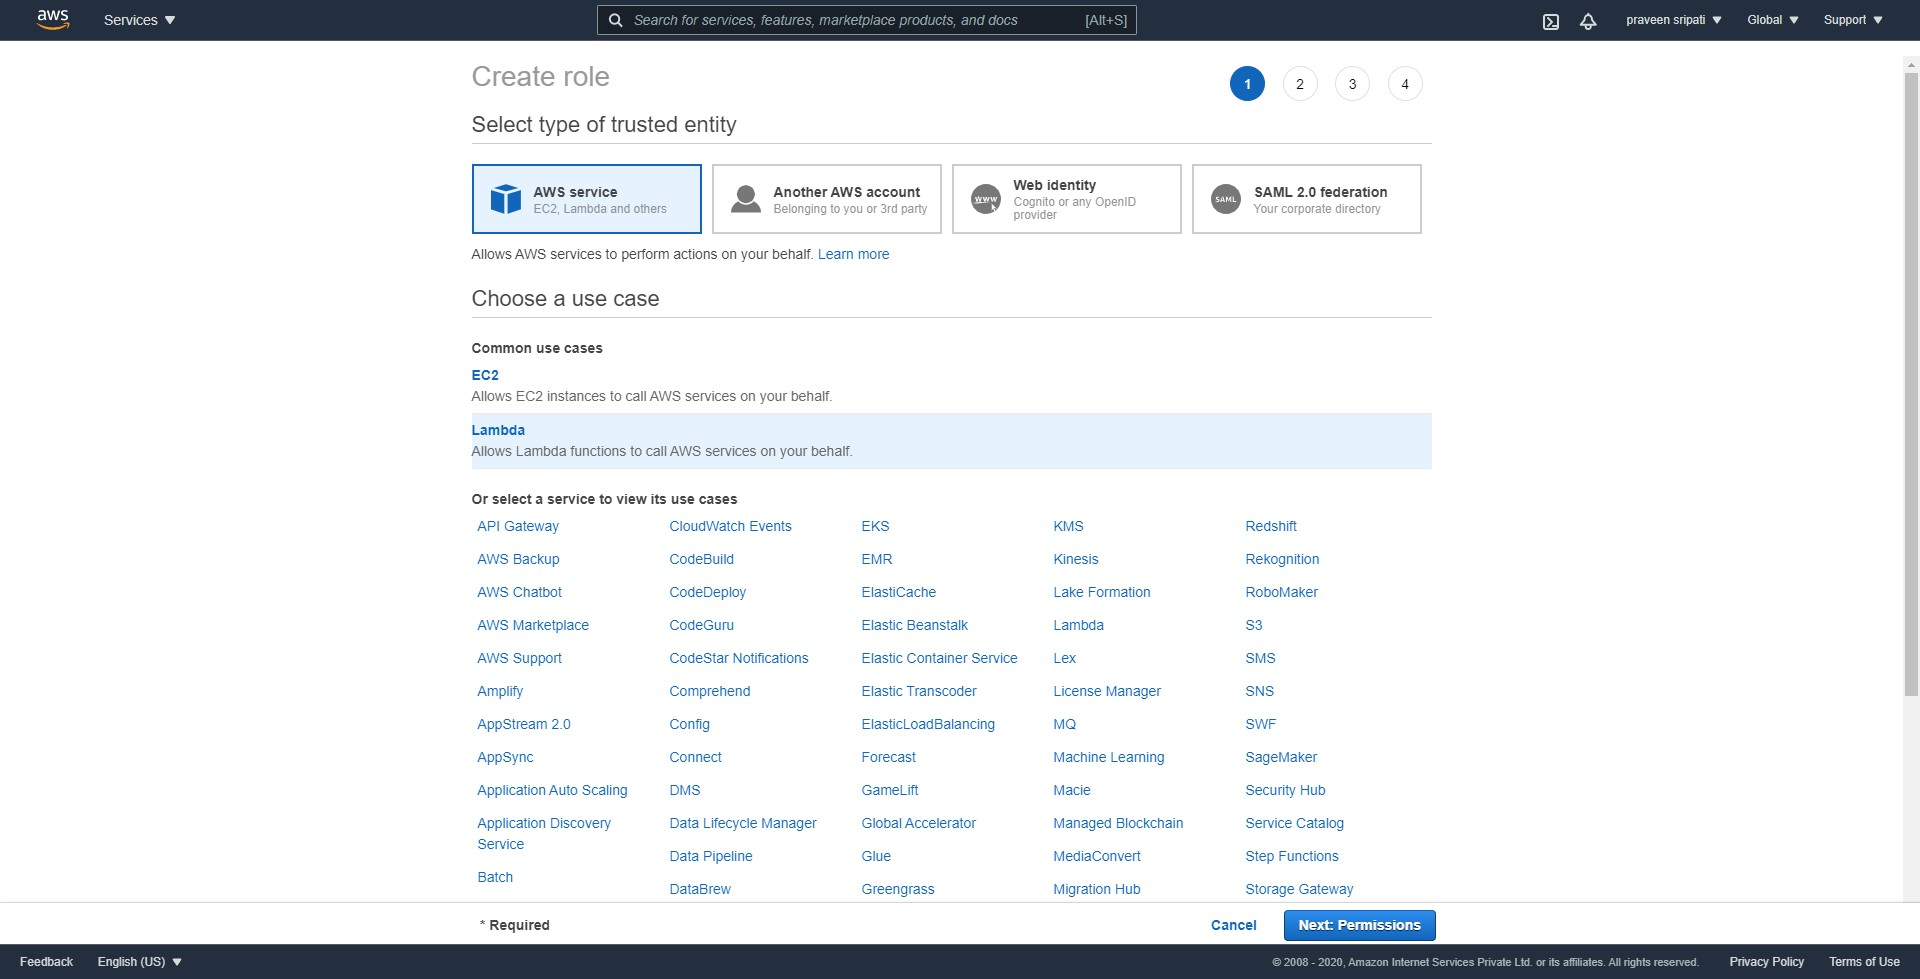 aws Services Search for services, features, marketplace products, and docs [Alt+S] praveen sripati Global Support
Create role 1 2 3 4
Select type of trusted entity
AWS service
EC2, Lambda and others
Another AWS account
Belonging to you or 3rd party
www
Web identity
Cognito or any OpenID
provider
SAML
SAML 2.0 federation
Your corporate directory
Allows AWS services to perform actions on your behalf. Learn more
Choose a use case
Common use cases
EC2
Allows EC2 instances to call AWS services on your behalf.
Lambda
Allows Lambda functions to call AWS services on your behalf.
Or select a service to view its use cases
API Gateway
AWS Backup
AWS Chatbot
AWS Marketplace
AWS Support
Amplify
AppStream 2.0
AppSync
Application Auto Scaling
Application Discovery
Service
Batch
CloudWatch Events
CodeBuild
CodeDeploy
CodeGuru
CodeStar Notifications
Comprehend
Config
Connect
DMS
Data Lifecycle Manager
Data Pipeline
DataBrew
EKS
EMR
ElastiCache
Elastic Beanstalk
Elastic Container Service
Elastic Transcoder
ElasticLoadBalancing
Forecast
GameLift
Global Accelerator
Glue
Greengrass
KMS
Kinesis
Lake Formation
Lambda
Lex
License Manager
MQ
Machine Learning
Macie
Managed Blockchain
MediaConvert
Migration Hub
Redshift
Rekognition
RoboMaker
S3
SMS
SNS
SWF
SageMaker
Security Hub
Service Catalog
Step Functions
Storage Gateway
* Required Cancel Next: Permissions
Feedback English (US) © 2008 - 2020, Amazon Internet Services Private Ltd. or its affiliates. All rights reserved. Privacy Policy Terms of Use